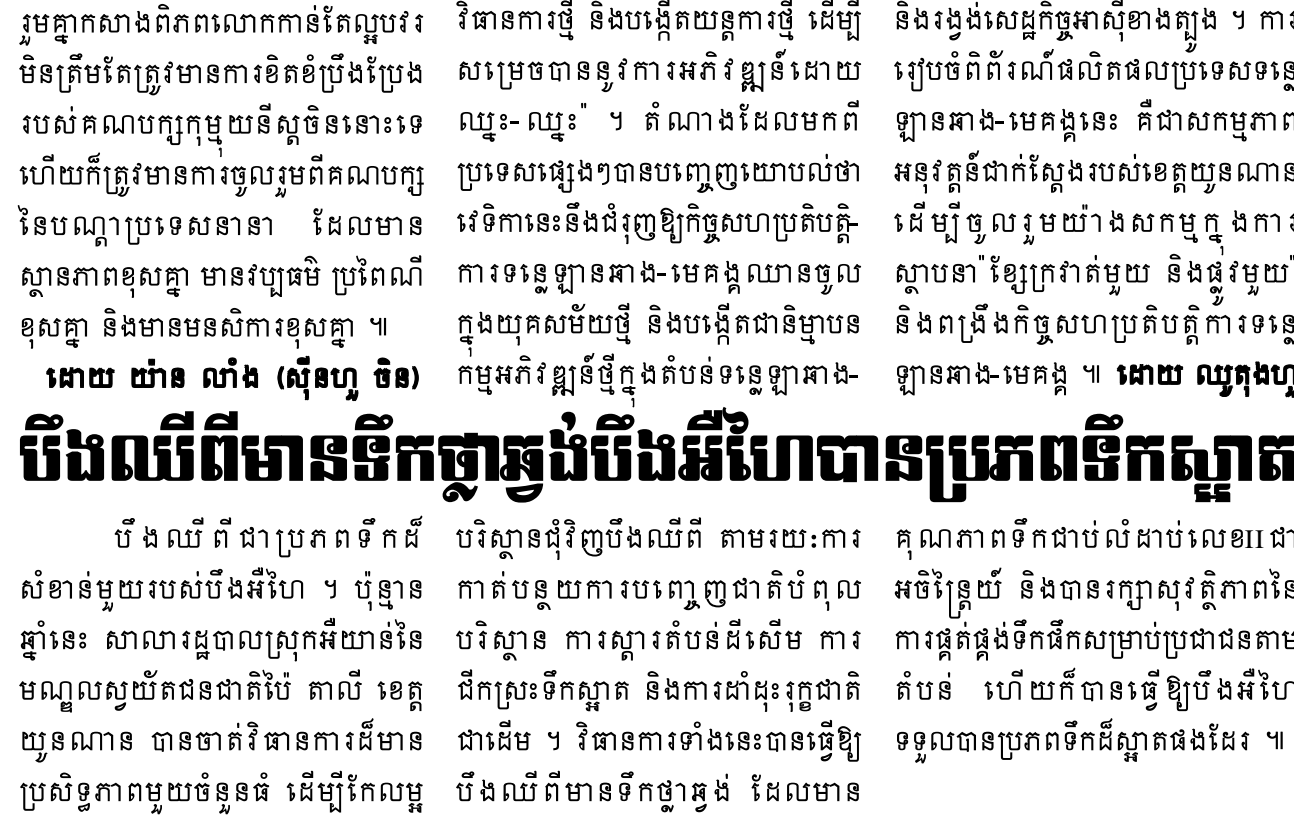 រួមគ្នាកសាងពិភពលោកកាន់តែល្អបវរ
មិនត្រឹមតែត្រូវមានការខិតខំប្រឹងប្រែង
របស់គណបក្សកុម្មុយនីស្តចិននោះទេ
ហើយក៏ត្រូវមានការចូលរួមពីគណបក្ស
នៃបណ្តាប្រទេសនានា ដែលមាន
ស្ថានភាពខុសគ្នា មានវប្បធម៌ ប្រពៃណី
ខុសគ្នា និងមានមនសិការខុសគ្នា ៕
ដោយ យ៉ាន លាំង (ស៊ីនហួ ចិន)
វិធានការថ្មី និងបង្កើតយន្តការថ្មី ដើម្បី
សម្រេចបាននូវការអភិវឌ្ឍន៍ដោយ
ឈ្នះ-ឈ្នះ" ។ តំណាងដែលមកពី
ប្រទេសផ្សេងៗបានបញ្ចេញយោបល់ថា
វេទិកានេះនឹងជំរុញឱ្យកិច្ចសហប្រតិបត្តិ-
ការទន្លេឡានឆាង-មេគង្គឈានចូល
ក្នុងយុគសម័យថ្មី និងបង្កើតជានិម្មាបន
កម្មអភិវឌ្ឍន៍ថ្មីក្នុងតំបន់ទន្លេឡាឆាង-
និងរង្វង់សេដ្ឋកិច្ចអាស៊ីខាងត្បូង ។ ការ
រៀបចំពិព័រណ៍ផលិតផលប្រទេសទន្លេ
ឡានឆាង-មេគង្គនេះ គឺជាសកម្មភាព
អនុវត្តន៍ជាក់ស្តែងរបស់ខេត្តយូនណាន
ដើម្បីចូលរួមយ៉ាងសកម្មក្នុងការ
ស្ថាបនា"ខ្សែក្រវាត់មួយ និងផ្លូវមួយ"
និងពង្រឹងកិច្ចសហប្រតិបត្តិការទន្លេ
ឡានឆាង-មេគង្គ ៕ ដោយ ឈូតុងហួ
បឹងឈីពីមានទឹកថ្លាឆ្វង់បឹងអឺហៃបានប្រភពទឹកស្អាត
បឹងឈីពីជាប្រភពទឹកដ៏
សំខាន់មួយរបស់បឹងអឺហៃ ។ ប៉ុន្មាន
ឆ្នាំនេះ សាលារដ្ឋបាលស្រុកអឺយាន់នៃ
មណ្ឌលស្វយ័តជនជាតិប៉ៃ តាលី ខេត្ត
យូនណាន បានចាត់វិធានការដ៏មាន
ប្រសិទ្ធភាពមួយចំនួនធំ ដើម្បីកែលម្អ
បរិស្ថានជុំវិញបឹងឈីពី តាមរយៈការ
កាត់បន្ថយការបញ្ចេញជាតិបំពុល
បរិស្ថាន ការស្តារតំបន់ដីសើម ការ
ជីកស្រះទឹកស្អាត និងការដាំដុះរុក្ខជាតិ
ជាដើម ។ វិធានការទាំងនេះបានធ្វើឱ្យ
បឹងឈីពីមានទឹកថ្លាឆ្វង់ ដែលមាន
គុណភាពទឹកជាប់លំដាប់លេខII ជា
អចិន្ត្រៃយ៍ និងបានរក្សាសុវត្ថិភាពនៃ
ការផ្គត់ផ្គង់ទឹកផឹកសម្រាប់ប្រជាជនតាម
តំបន់ ហើយក៏បានធ្វើឱ្យបឹងអឺហៃ
ទទួលបានប្រភពទឹកដ៏ស្អាតផងដែរ ៕